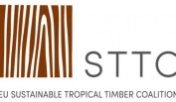 STTC
EU SUSTAINABLE TROPICAL TIMBER COALITION